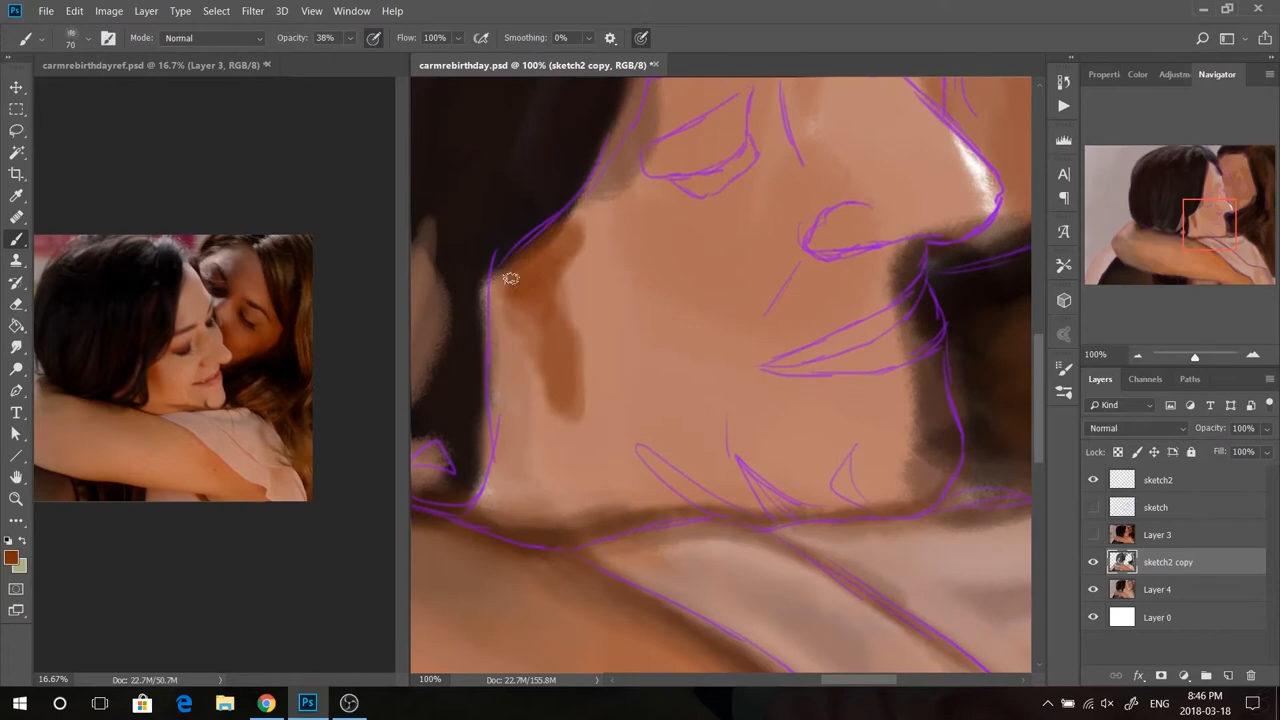 Ps File Edit Image Layer Type Select Filter 3D View Window Help
70 Mode: Normal Opacity: 38% Flow: 100% Smoothing: 0%
carmrebirthdayref.psd @ 16.7% (Layer 3, RGB/8) * ×
carmrebirthday.psd @ 100% (sketch2 copy, RGB/8) * ×
Properti Color Adjustm Navigator
100%
Layers Channels Paths
Kind
Normal Opacity: 100%
Lock: Fill: 100%
sketch2
sketch
Layer 3
sketch2 copy
Layer 4
Layer 0
16.67% Doc: 22.7M/50.7M
100% Doc: 22.7M/155.8M
Ps
ENG
8:46 PM
2018-03-18